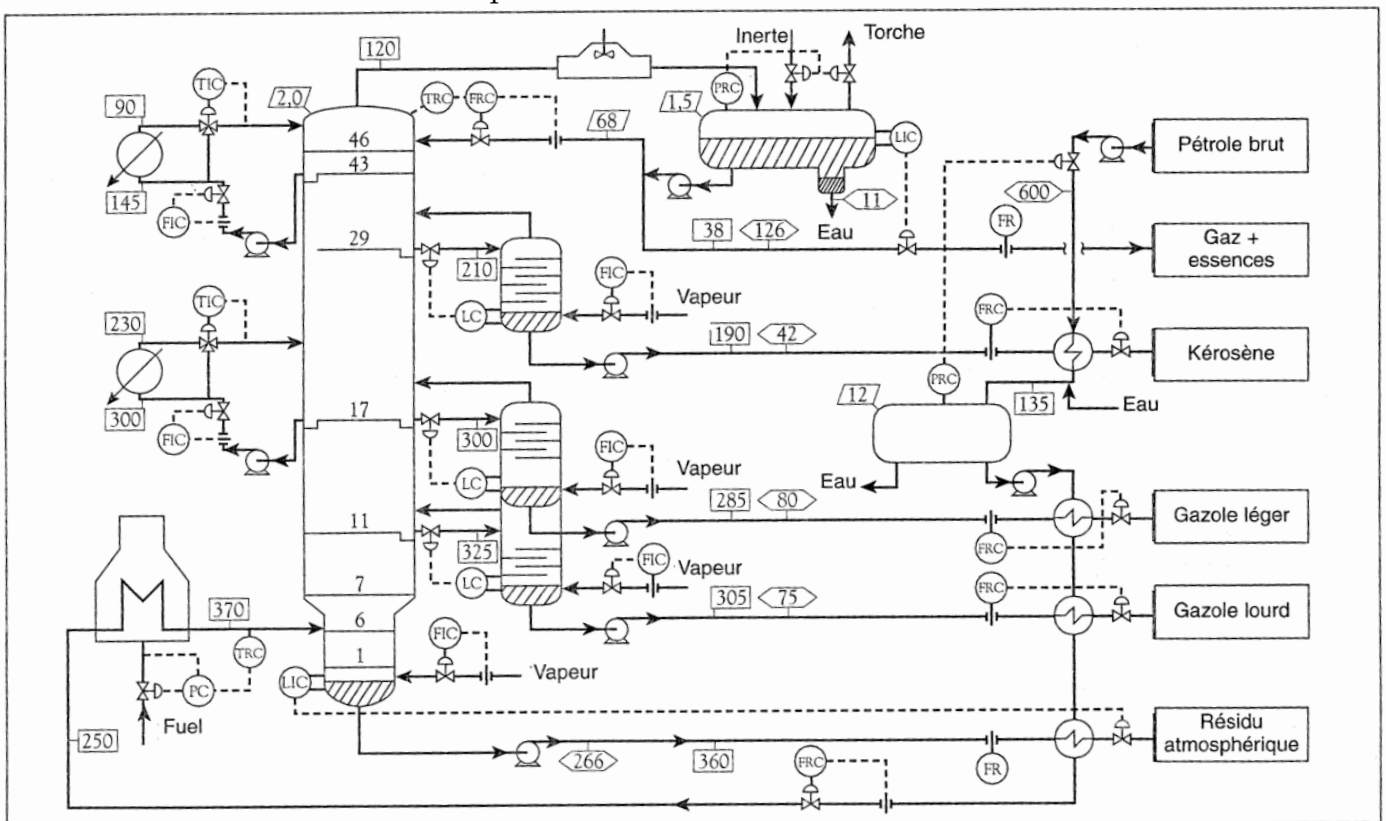 120
Inerte
Torche
TIC
90
2,0
TRC
FRC
PRC
1,5
68
LIC
Pétrole brut
46
43
145
FIC
11
Eau
600
38
126
FR
Gaz +
essences
29
210
FIC
Vapeur
LC
TIC
230
190
42
FRC
Kérosène
PRC
12
135
Eau
300
FIC
17
300
FIC
Vapeur
LC
Eau
285
80
FRC
Gazole léger
11
325
FIC
Vapeur
LC
305
75
FRC
Gazole lourd
7
370
6
TRC
FIC
1
Vapeur
LIC
PC
Fuel
250
266
360
FR
Résidu
atmosphérique
FRC